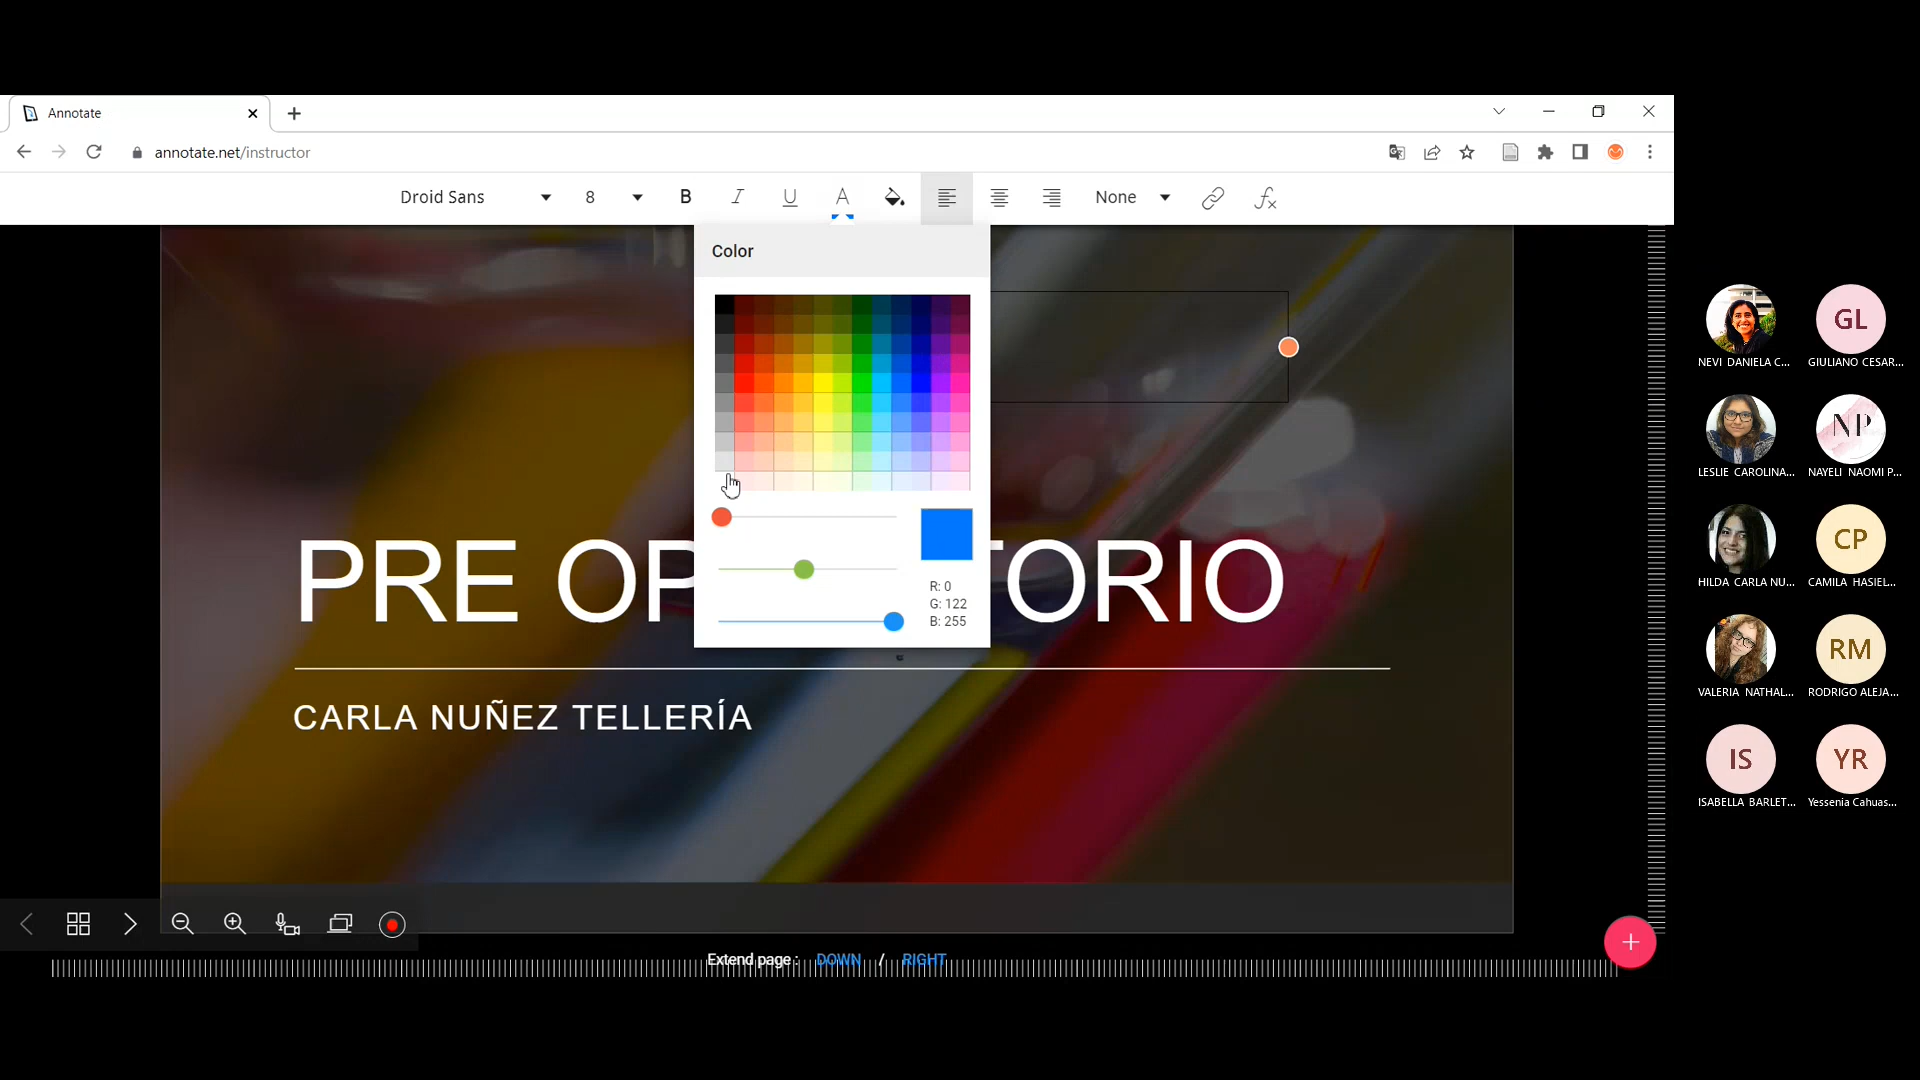 Annotate
annotate.net/instructor
Droid Sans
8
B
I
U
A
None
Color
R: 0
G: 122
B: 255
PRE OP TORIO
CARLA NUÑEZ TELLERÍA
Extend page : DOWN / RIGHT
GL
NEVI DANIELA C...
GIULIANO CESAR...
NP
LESLIE CAROLINA...
NAYELI NAOMI P...
CP
HILDA CARLA NU...
CAMILA HASIEL...
RM
VALERIA NATHAL...
RODRIGO ALEJA...
IS
YR
ISABELLA BARLET...
Yessenia Cahuas...